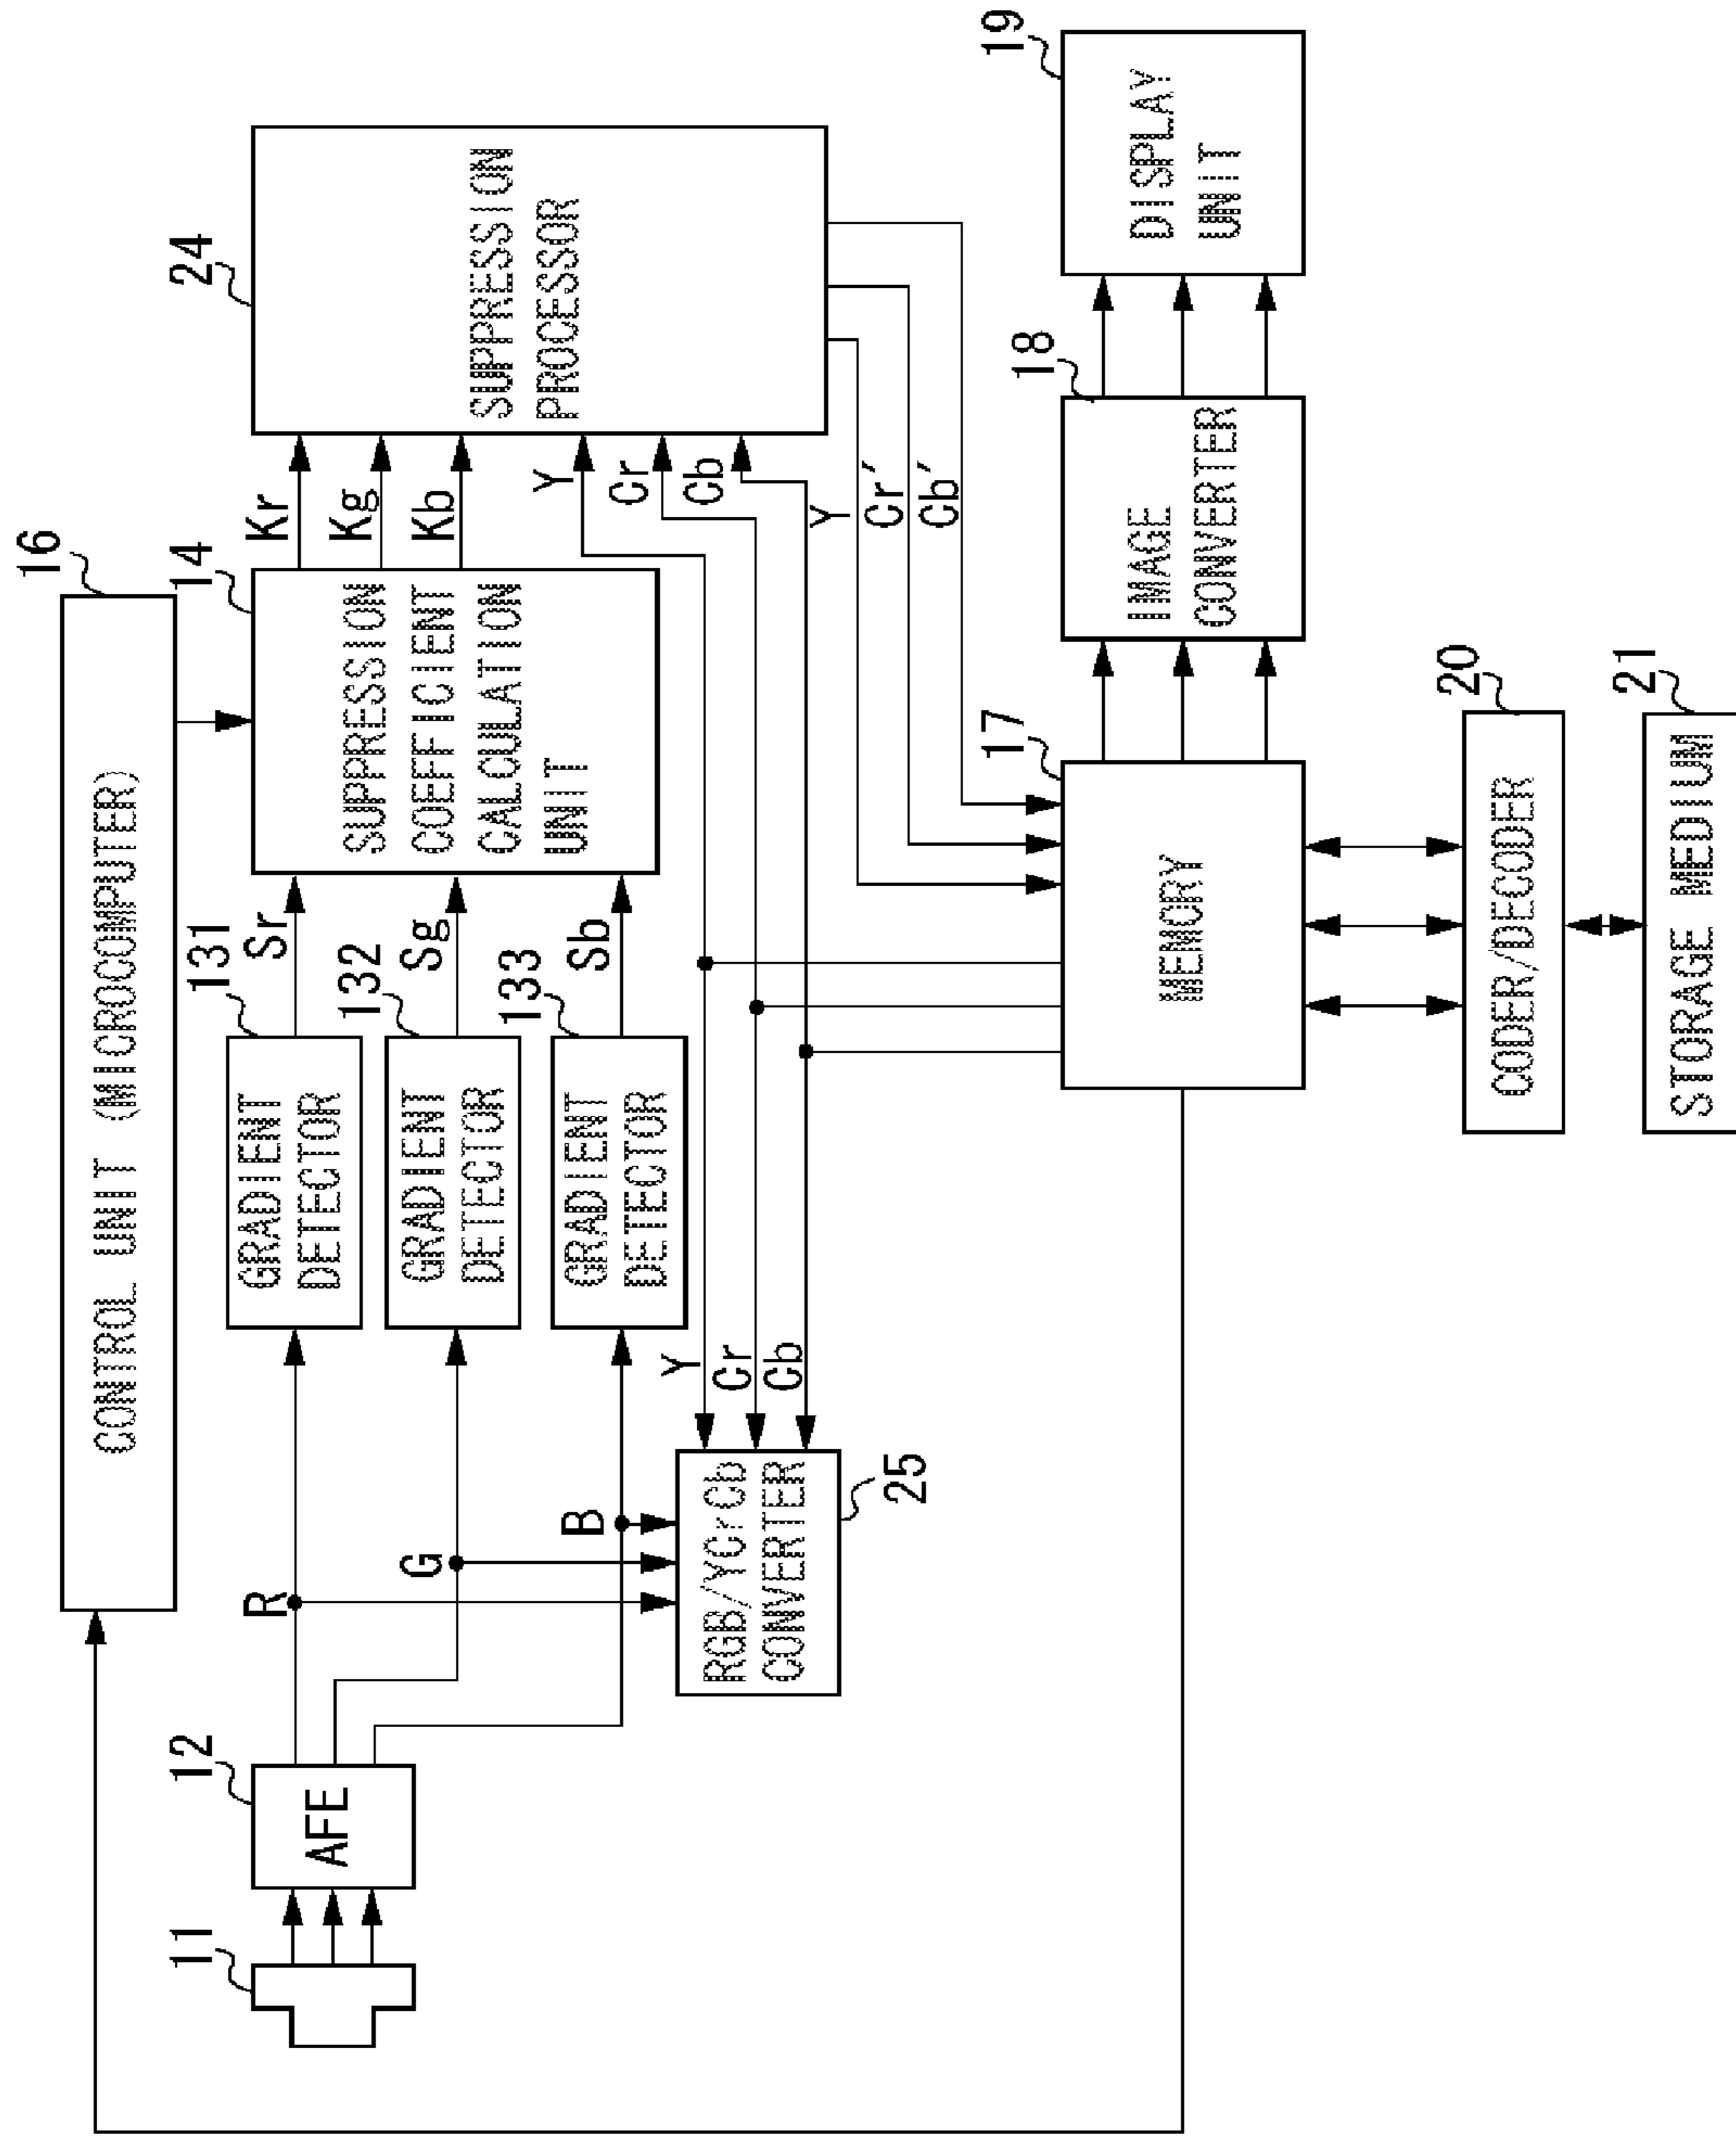 16
CONTROL UNIT (MICROCOMPUTER)
11
12
AFE
R
G
B
131
GRADIENT
DETECTOR
Sr
132
GRADIENT
DETECTOR
Sg
133
GRADIENT
DETECTOR
Sb
14
SUPPRESSION
COEFFICIENT
CALCULATION
UNIT
Kr
Kg
Kb
24
SUPPRESSION
PROCESSOR
Y
Cr
Cb
RGB/YCrCb
CONVERTER
25
Y
Cr
Cb
Y
Cr'
Cb'
17
MEMORY
18
IMAGE
CONVERTER
19
DISPLAY
UNIT
20
CODER/DECODER
21
STORAGE MEDIUM